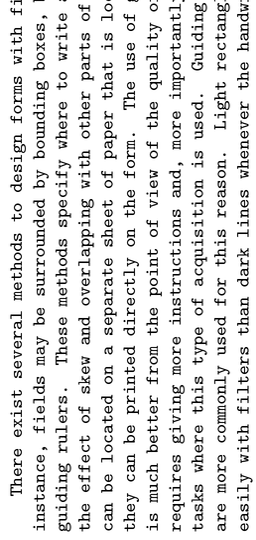 There exist several methods to design forms with fi
instance, fields may be surrounded by bounding boxes,
guiding rulers. These methods specify where to write
the effect of skew and overlapping with other parts of
can be located on a separate sheet of paper that is lo
they can be printed directly on the form. The use of g
is much better from the point of view of the quality o
requires giving more instructions and, more importantly
tasks where this type of acquisition is used. Guiding
are more commonly used for this reason. Light rectang
easily with filters than dark lines whenever the handw